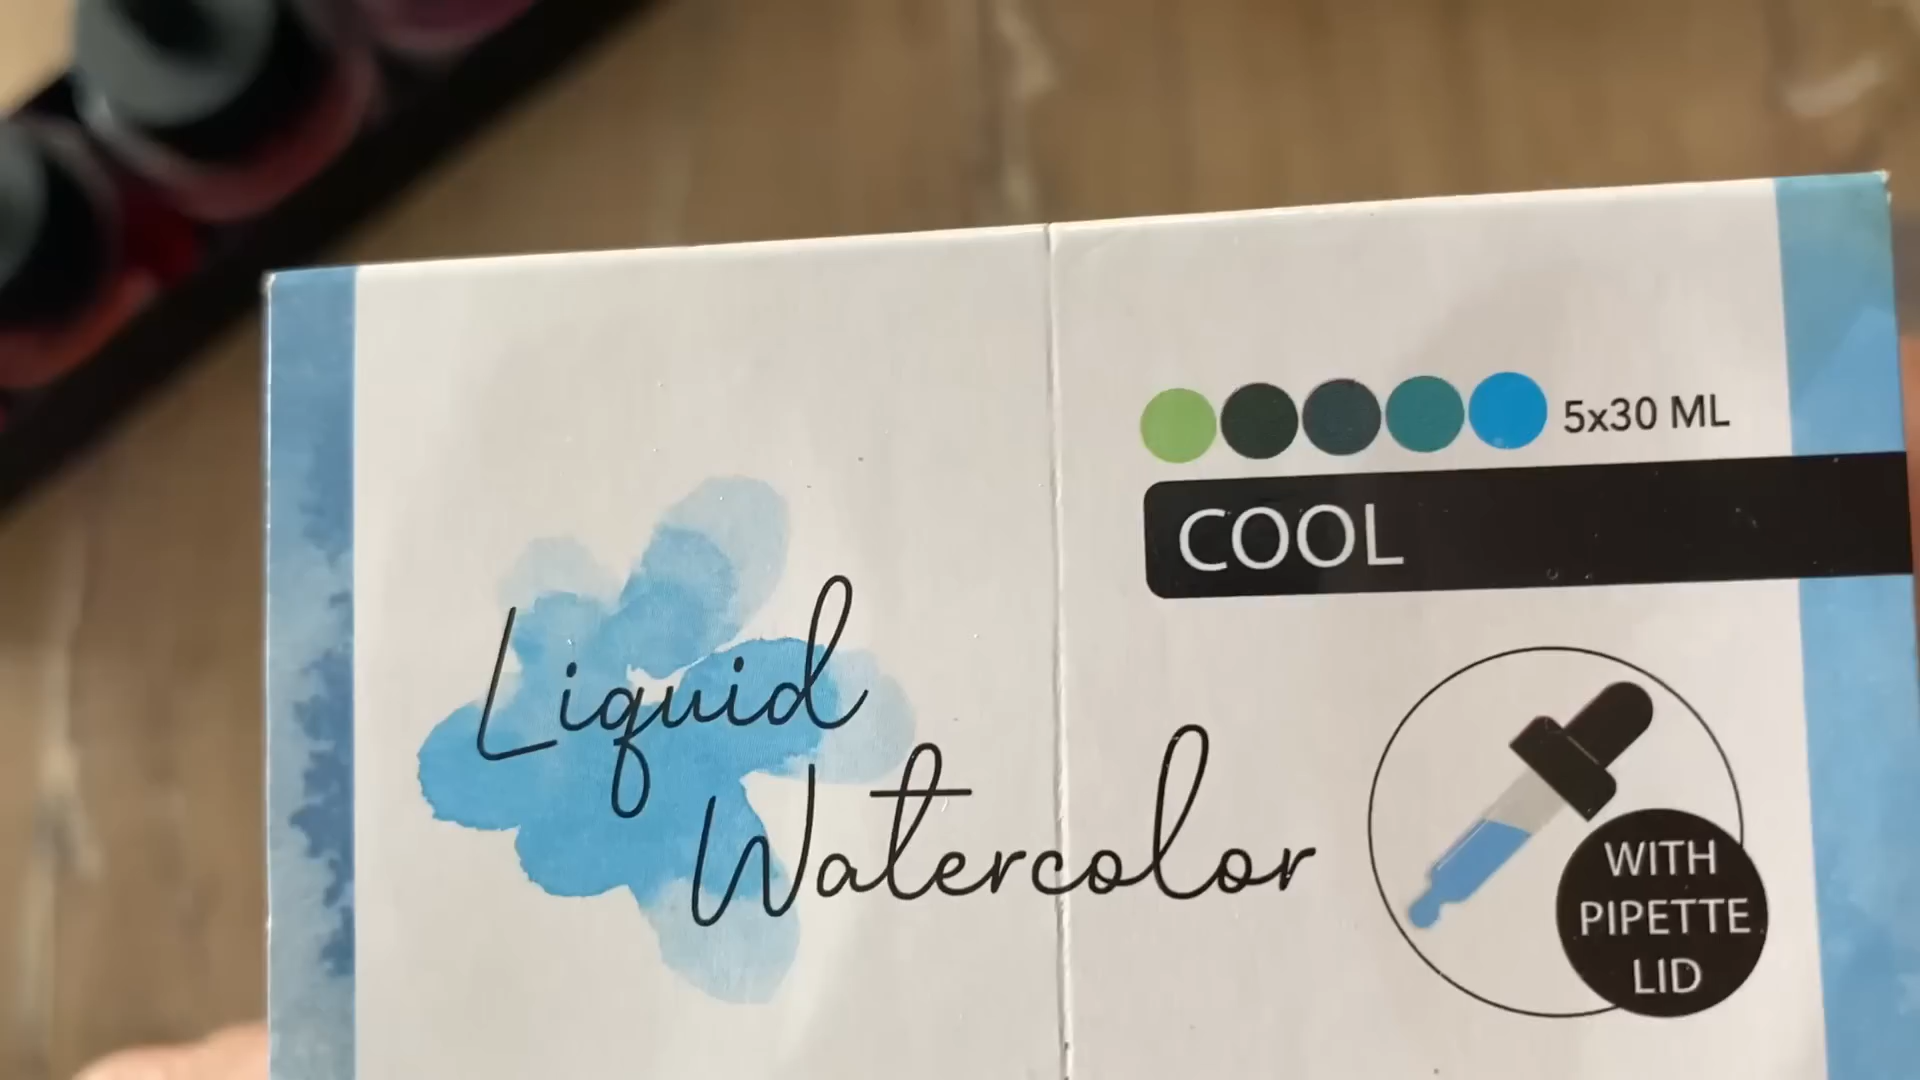 5x30 ML
COOL
Liquid
Watercolor
WITH
PIPETTE
LID